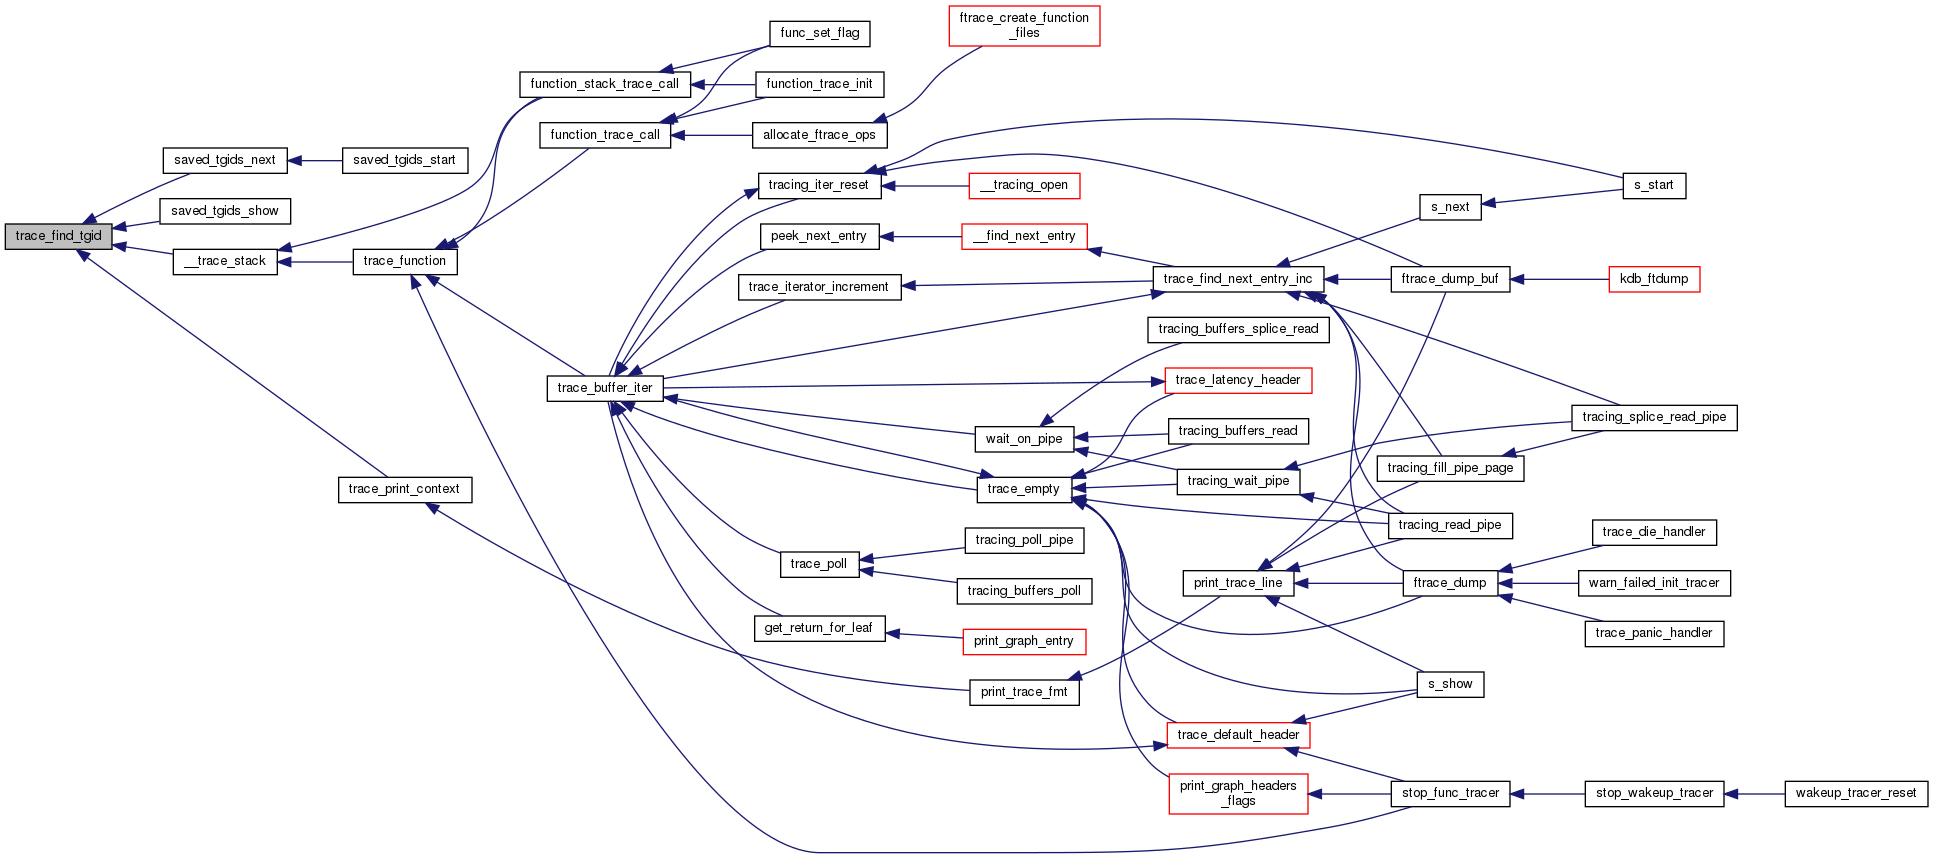 trace_find_tgid
saved_tgids_next
saved_tgids_show
__trace_stack
saved_tgids_start
trace_function
trace_print_context
function_stack_trace_call
function_trace_call
trace_buffer_iter
func_set_flag
function_trace_init
allocate_ftrace_ops
ftrace_create_function
_files
tracing_iter_reset
__tracing_open
peek_next_entry
__find_next_entry
trace_iterator_increment
trace_find_next_entry_inc
tracing_buffers_splice_read
trace_latency_header
wait_on_pipe
tracing_buffers_read
trace_empty
tracing_wait_pipe
trace_poll
tracing_poll_pipe
tracing_buffers_poll
get_return_for_leaf
print_graph_entry
print_trace_fmt
print_trace_line
trace_default_header
print_graph_headers
_flags
s_next
s_start
ftrace_dump_buf
kdb_ftdump
tracing_splice_read_pipe
tracing_fill_pipe_page
tracing_read_pipe
ftrace_dump
trace_die_handler
warn_failed_init_tracer
trace_panic_handler
s_show
stop_func_tracer
stop_wakeup_tracer
wakeup_tracer_reset